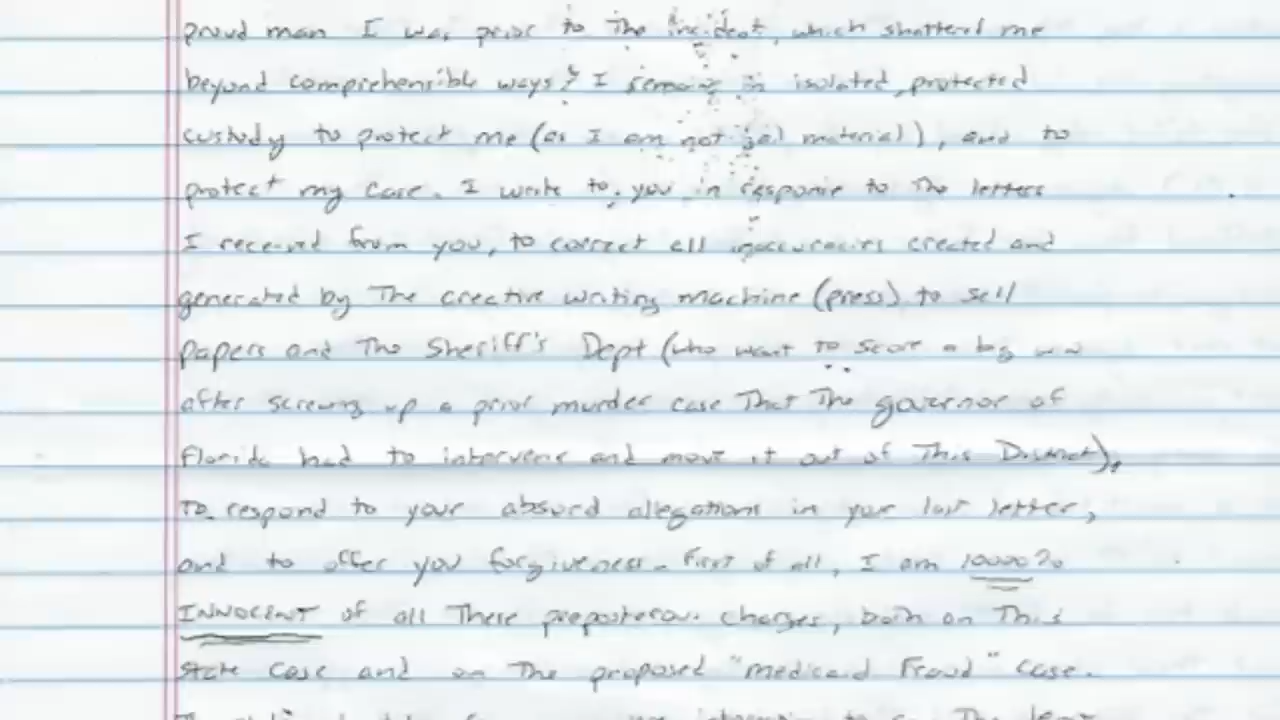 proud man I was prior to The incident, which shattered me
beyond comprehensible ways! I remain in isolated, protected
custody to protect me (as I am not jail material), and to
protect my case. I write to you in response to The letters
I received from you, to correct all inaccuracies created and
generated by The creative writing machine (press) to sell
papers and The Sheriff's Dept (who want to score a big win
after screwing up a prior murder case That The governor of
Florida had to intervene and move it out of This District),
To respond to your absurd allegations in your last letter,
and to offer you forgiveness. First of all, I am 10000%
INNOCENT of all These preposterous charges, both on This
State case and on The proposed "medicaid Fraud" case.